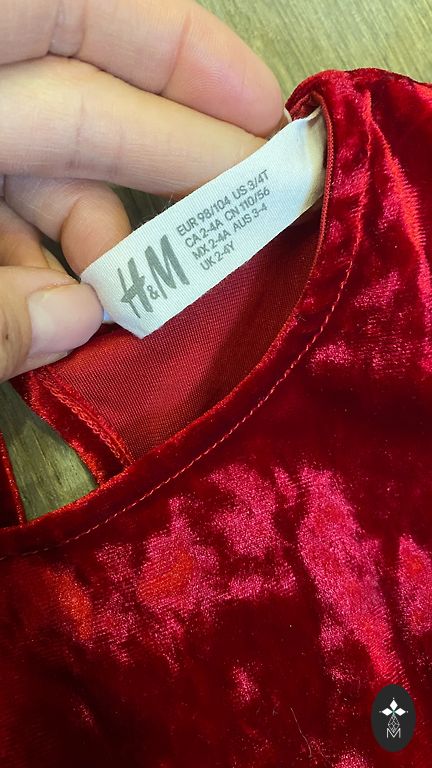 H&M
EUR 98/104 US 3/4T
CA 2-4A CN 110/56
MX 2-4A AUS 3-4
UK 2-4Y